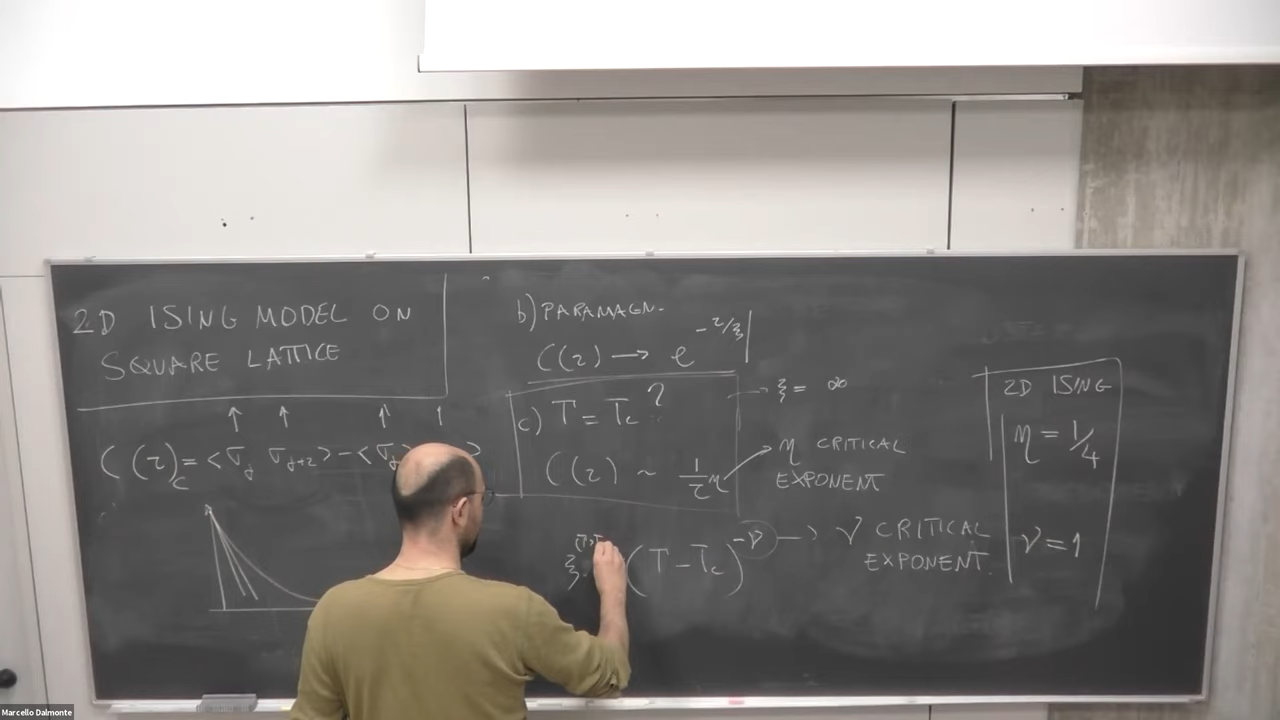 2D ISING MODEL ON
SQUARE LATTICE
C(r)_c = <σ_j σ_{j+r}> - <σ_j
b) PARAMAGN.
C(r) → e^{-r/ξ}
c) T = T_c ?
→ ξ = ∞
C(r) ~ 1/r^η
η CRITICAL
EXPONENT
ξ (T - T_c)^{-ν} → ν CRITICAL
EXPONENT.
2D ISING
η = 1/4
ν = 1
Marcello Dalmonte